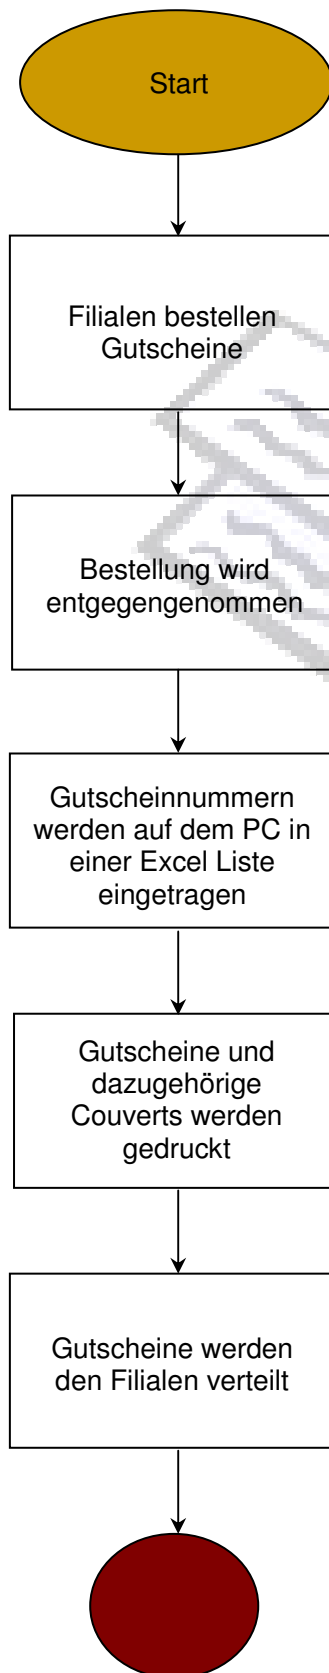 Start
Filialen bestellen
Gutscheine
Bestellung wird
entgegengenommen
Gutscheinnummern
werden auf dem PC in
einer Excel Liste
eingetragen
Gutscheine und
dazugehörige
Couverts werden
gedruckt
Gutscheine werden
den Filialen verteilt